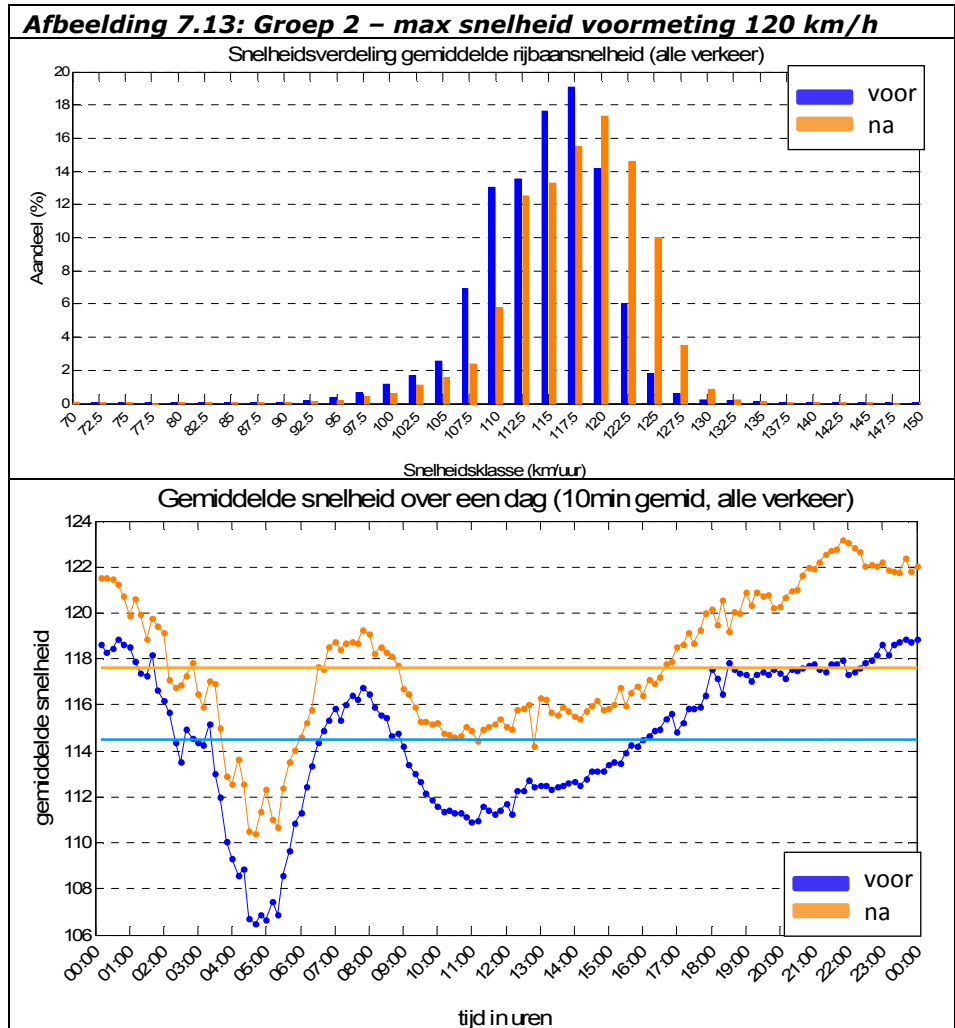 Afbeelding 7.13: Groep 2 – max snelheid voormeting 120 km/h
Snelheidsverdeling gemiddelde rijbaansnelheid (alle verkeer)
20
18
16
14
12
10
8
6
4
2
0
Aandeel (%)
voor
na
70 72.5 75 77.5 80 82.5 85 87.5 90 92.5 95 97.5 100 102.5 105 107.5 110 112.5 115 117.5 120 122.5 125 127.5 130 132.5 135 137.5 140 142.5 145 147.5 150
Snelheidsklasse (km/uur)
Gemiddelde snelheid over een dag (10min gemid, alle verkeer)
124
122
120
118
116
114
112
110
108
106
gemiddelde snelheid
voor
na
00:00 01:00 02:00 03:00 04:00 05:00 06:00 07:00 08:00 09:00 10:00 11:00 12:00 13:00 14:00 15:00 16:00 17:00 18:00 19:00 20:00 21:00 22:00 23:00 00:00
tijd in uren